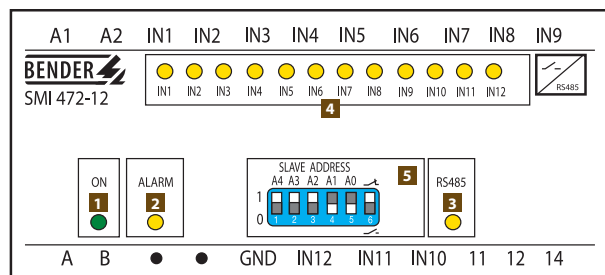 A1 A2 IN1 IN2 IN3 IN4 IN5 IN6 IN7 IN8 IN9
BENDER
SMI 472-12
IN1 IN2 IN3 IN4 IN5 IN6 IN7 IN8 IN9 IN10 IN11 IN12
4
RS485
ON
1
ALARM
2
SLAVE ADDRESS
A4 A3 A2 A1 A0
1
0
1 2 3 4 5 6
5
RS485
3
A B • • GND IN12 IN11 IN10 11 12 14